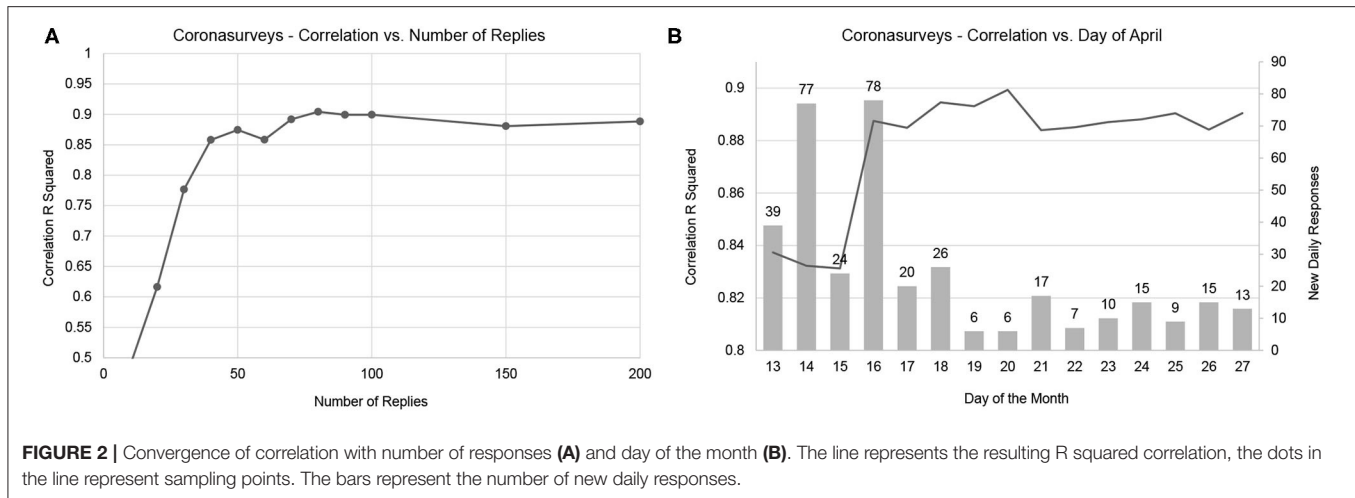 A
Coronasurveys - Correlation vs. Number of Replies
1
0.95
0.9
0.85
0.8
0.75
0.7
0.65
0.6
0.55
0.5
Correlation R Squared
0 50 100 150 200
Number of Replies
B
Coronasurveys - Correlation vs. Day of April
0.9
0.88
0.86
0.84
0.82
0.8
Correlation R Squared
39 77 24 78 20 26 6 6 17 7 10 15 9 15 13
90
80
70
60
50
40
30
20
10
0
New Daily Responses
13 14 15 16 17 18 19 20 21 22 23 24 25 26 27
Day of the Month
FIGURE 2 | Convergence of correlation with number of responses (A) and day of the month (B). The line represents the resulting R squared correlation, the dots in
the line represent sampling points. The bars represent the number of new daily responses.